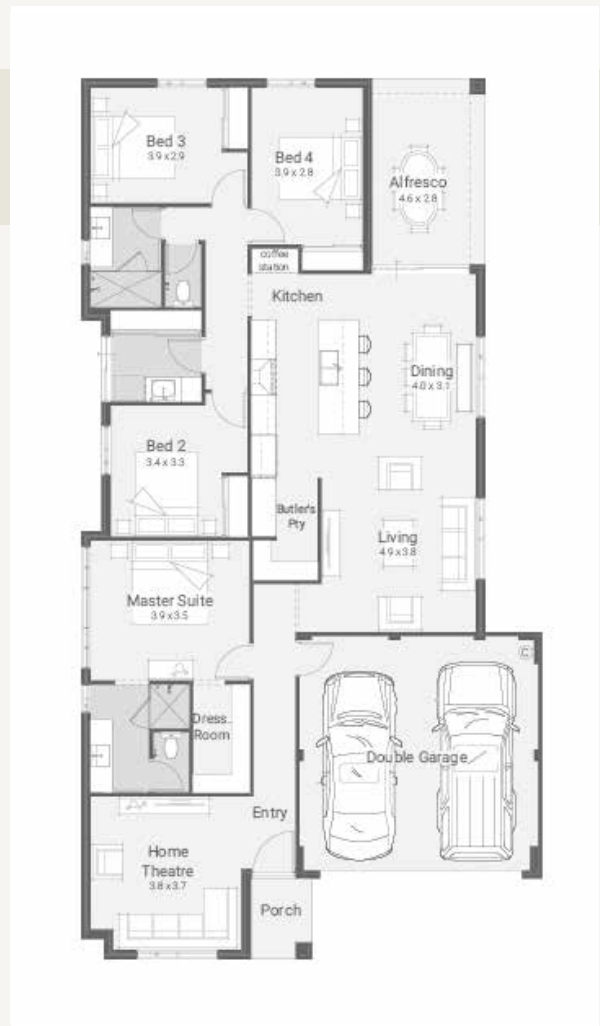 Bed 3
3.9 x 2.9
Bed 4
3.9 x 2.8
Alfresco
4.6 x 2.8
coffee
station
Kitchen
Dining
4.0 x 3.1
Bed 2
3.4 x 3.3
Butler's
Pty
Living
4.9 x 3.8
Master Suite
3.9 x 3.5
C
Dress.
Room
Double Garage
Entry
Home
Theatre
3.8 x 3.7
Porch